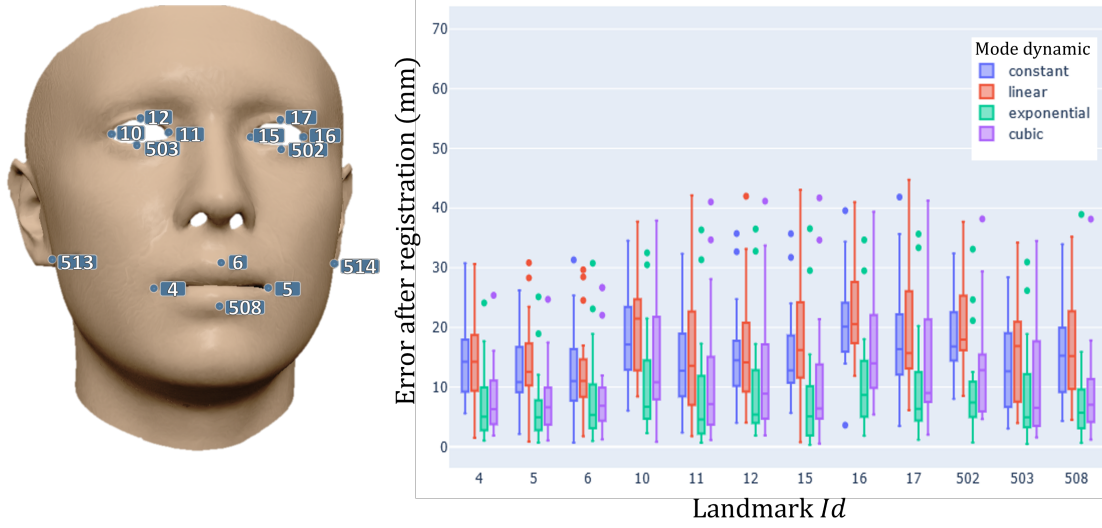 12
17
10
11
15
16
503
502
513
6
514
4
5
508
Error after registration (mm)
70
60
50
40
30
20
10
0
Mode dynamic
constant
linear
exponential
cubic
4 5 6 10 11 12 15 16 17 502 503 508
Landmark Id